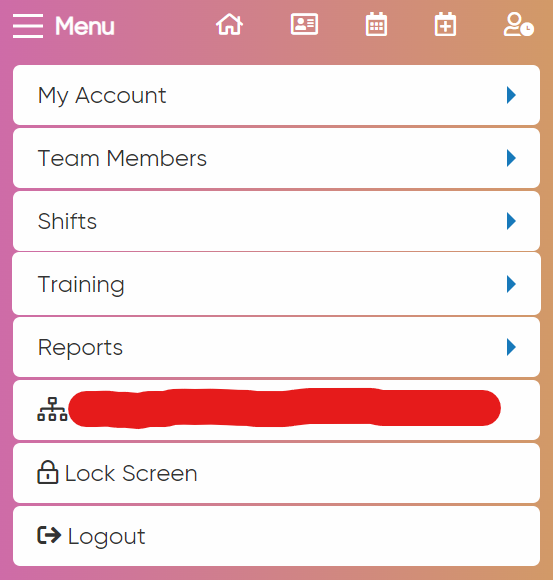 Menu
My Account
Team Members
Shifts
Training
Reports
Lock Screen
Logout